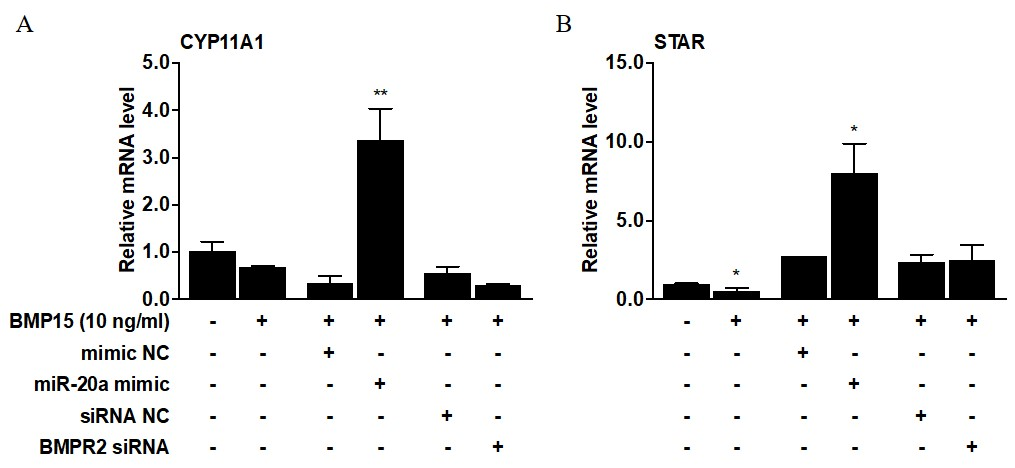 A B
CYP11A1 STAR
Relative mRNA level
5.0
4.0
3.0
2.0
1.0
0.0
**
Relative mRNA level
15.0
10.0
5.0
0.0
*
*
BMP15 (10 ng/ml) - + + + + + - + + + + +
mimic NC - - + - - - - - + - - -
miR-20a mimic - - - + - - - - - + - -
siRNA NC - - - - + - - - - - + -
BMPR2 siRNA - - - - - + - - - - - +